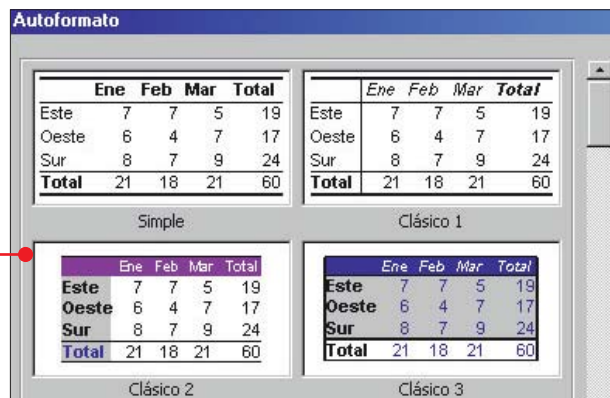 Autoformato
Ene Feb Mar Total
Este 7 7 5 19
Oeste 6 4 7 17
Sur 8 7 9 24
Total 21 18 21 60
Simple
Ene Feb Mar Total
Este 7 7 5 19
Oeste 6 4 7 17
Sur 8 7 9 24
Total 21 18 21 60
Clásico 1
Ene Feb Mar Total
Este 7 7 5 19
Oeste 6 4 7 17
Sur 8 7 9 24
Total 21 18 21 60
Clásico 2
Ene Feb Mar Total
Este 7 7 5 19
Oeste 6 4 7 17
Sur 8 7 9 24
Total 21 18 21 60
Clásico 3